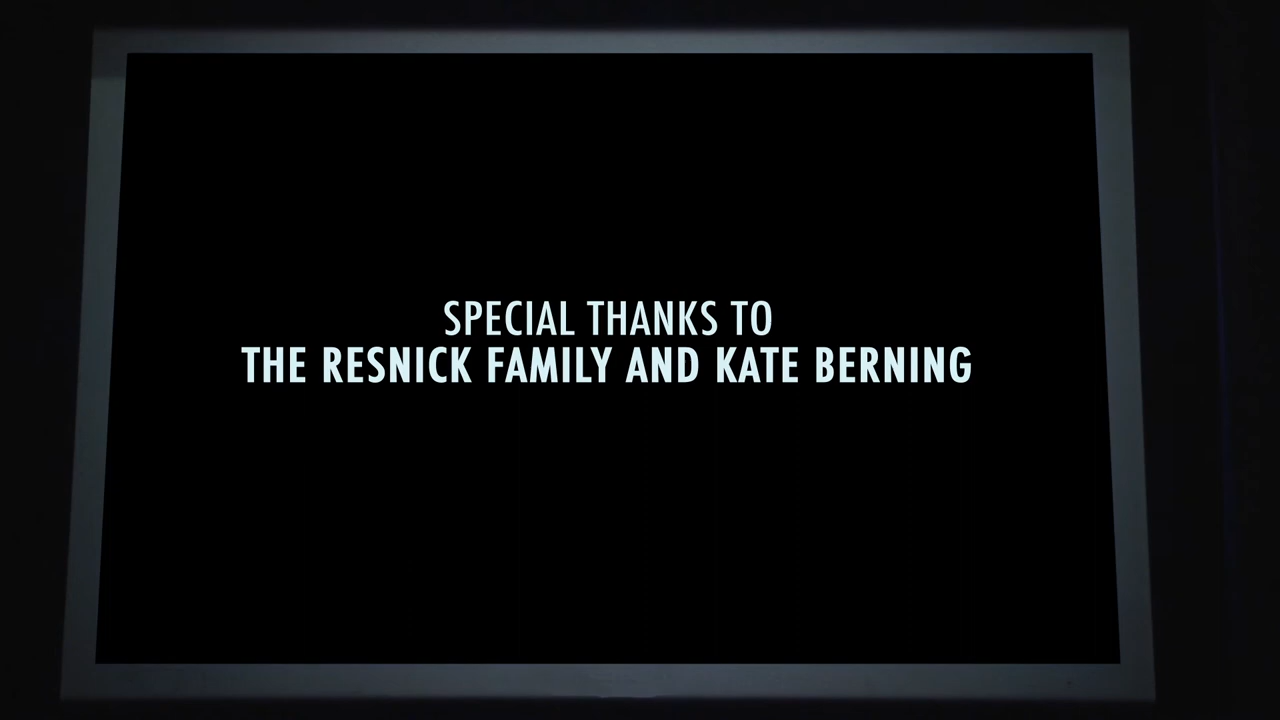 SPECIAL THANKS TO
THE RESNICK FAMILY AND KATE BERNING